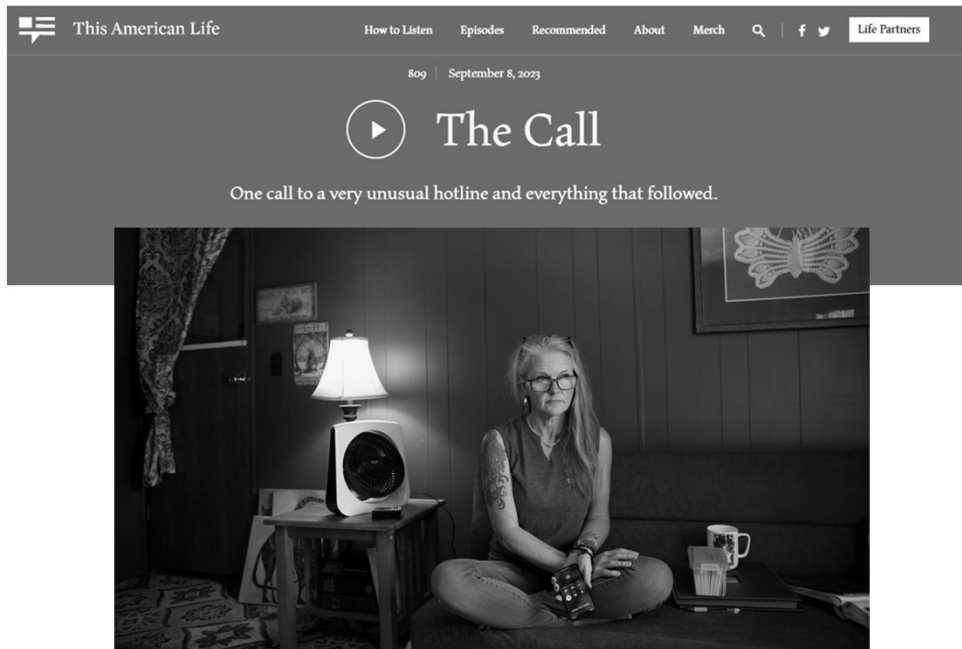 This American Life
How to Listen
Episodes
Recommended
About
Merch
Life Partners
809 | September 8, 2023
The Call
One call to a very unusual hotline and everything that followed.